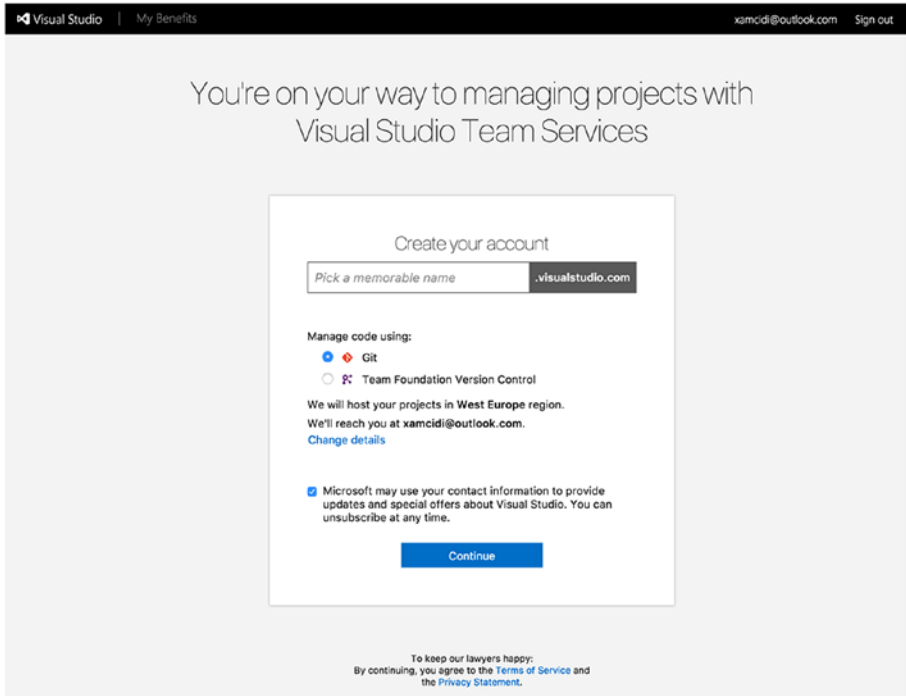 Visual Studio | My Benefits xamcidi@outlook.com Sign out
You're on your way to managing projects with
Visual Studio Team Services
Create your account
Pick a memorable name .visualstudio.com
Manage code using:
Git
Team Foundation Version Control
We will host your projects in West Europe region.
We'll reach you at xamcidi@outlook.com.
Change details
Microsoft may use your contact information to provide
updates and special offers about Visual Studio. You can
unsubscribe at any time.
Continue
To keep our lawyers happy:
By continuing, you agree to the Terms of Service and
the Privacy Statement.